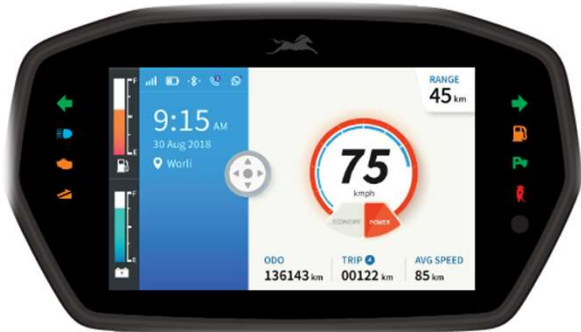 F
E
F
E
9:15 AM
30 Aug 2018
Worli
RANGE
45 km
75
kmph
ECONOMY POWER
ODO
136143 km
TRIP 4
00122 km
AVG SPEED
85 km
P